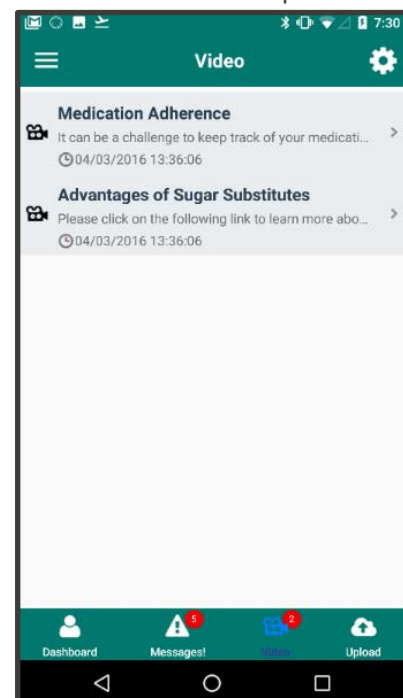 7:30
Video
Medication Adherence
It can be a challenge to keep track of your medicati...
04/03/2016 13:36:06
Advantages of Sugar Substitutes
Please click on the following link to learn more abo...
04/03/2016 13:36:06
5
2
Dashboard
Messages!
Video
Upload